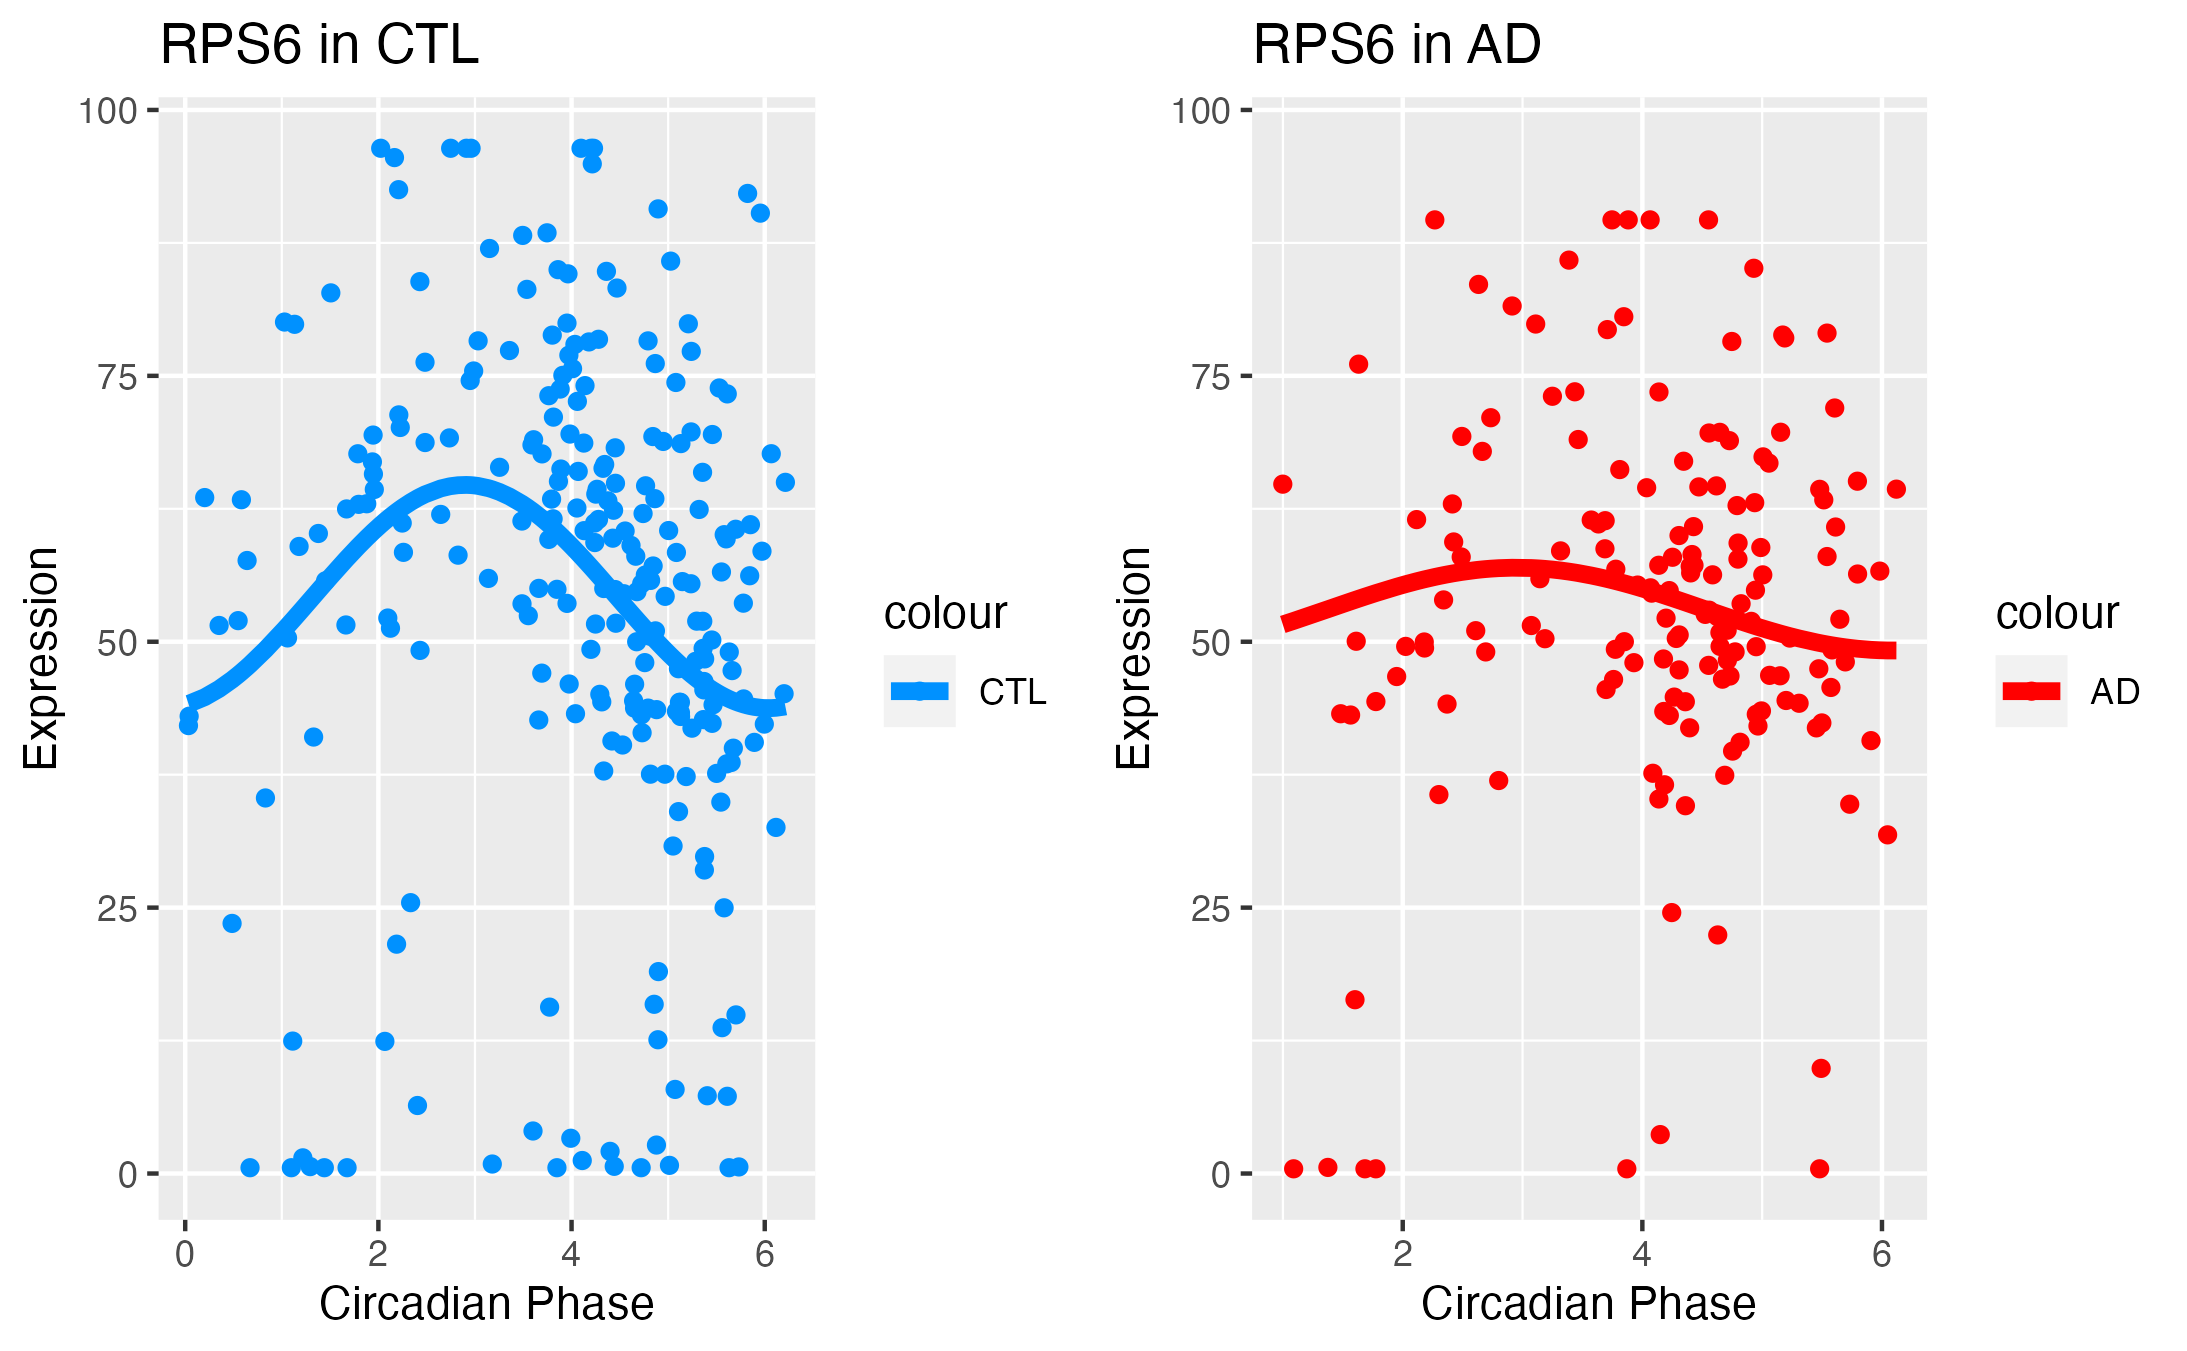 RPS6 in CTL
100
75
50
25
0
Expression
0 2 4 6
Circadian Phase
colour
CTL
RPS6 in AD
100
75
50
25
0
Expression
2 4 6
Circadian Phase
colour
AD